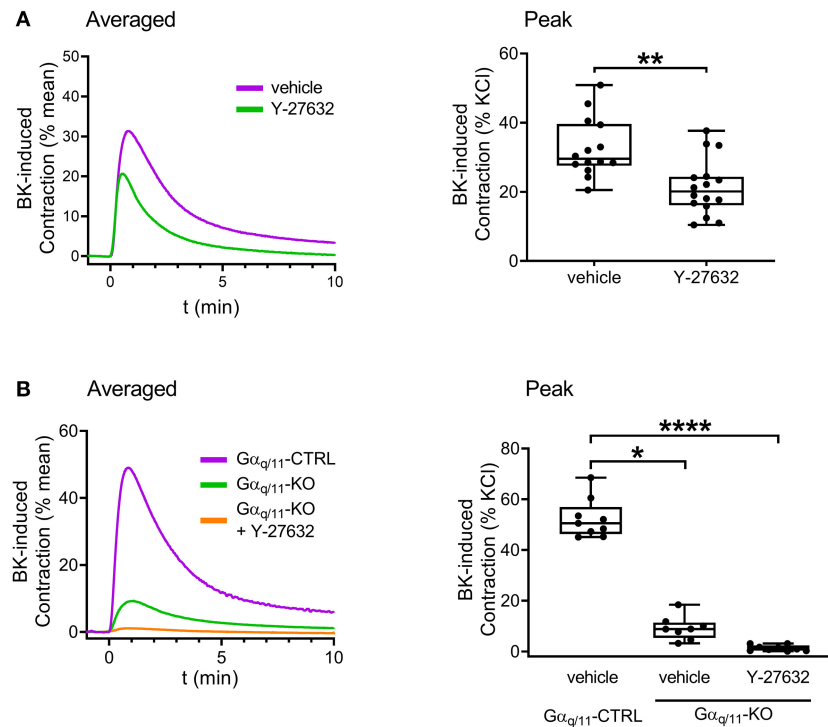 A
Averaged
Peak
BK-induced
Contraction (% mean)
50
40
30
20
10
0
vehicle
Y-27632
0
5
10
t (min)
BK-induced
Contraction (% KCl)
60
40
20
0
**
vehicle
Y-27632
B
Averaged
Peak
BK-induced
Contraction (% mean)
60
40
20
0
Gαq/11-CTRL
Gαq/11-KO
Gαq/11-KO
+ Y-27632
0
5
10
t (min)
BK-induced
Contraction (% KCl)
80
60
40
20
0
****
*
vehicle
vehicle
Y-27632
Gαq/11-CTRL
Gαq/11-KO